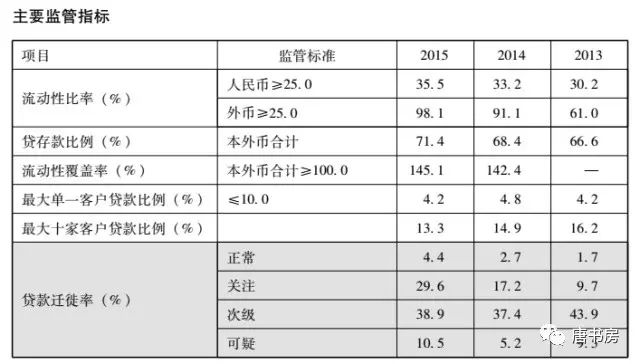 主要监管指标
项目 监管标准 2015 2014 2013
流动性比率（%） 人民币≥25.0 35.5 33.2 30.2
外币≥25.0 98.1 91.1 61.0
贷存款比例（%） 本外币合计 71.4 68.4 66.6
流动性覆盖率（%） 本外币合计≥100.0 145.1 142.4 —
最大单一客户贷款比例（%） ≤10.0 4.2 4.8 4.2
最大十家客户贷款比例（%） 13.3 14.9 16.2
贷款迁徙率（%） 正常 4.4 2.7 1.7
关注 29.6 17.2 9.7
次级 38.9 37.4 43.9
可疑 10.5 5.2
唐书房